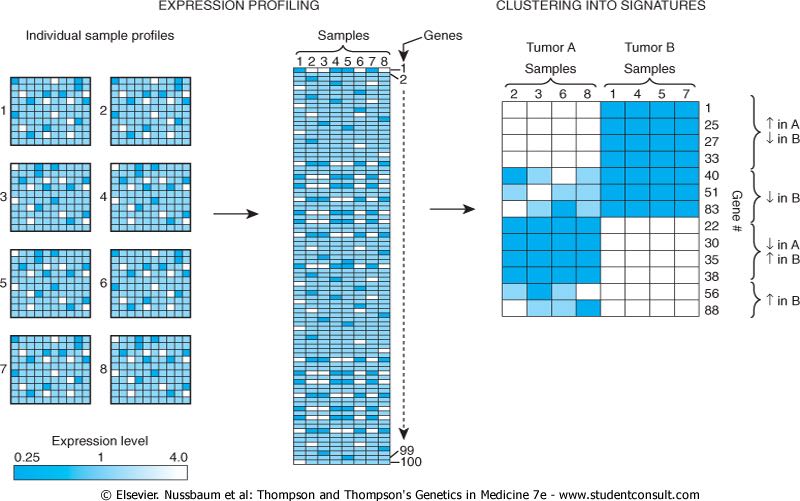 EXPRESSION PROFILING
CLUSTERING INTO SIGNATURES
Individual sample profiles
1
2
3
4
5
6
7
8
Expression level
0.25 1 4.0
Samples
Genes
1 2 3 4 5 6 7 8
1
2
99
100
Tumor A Tumor B
Samples Samples
2 3 6 8 1 4 5 7
1
25
27
33
40
51
83
22
30
35
38
56
88
Gene #
↑ in A
↓ in B
↓ in B
↓ in A
↑ in B
↑ in B
© Elsevier. Nussbaum et al: Thompson and Thompson's Genetics in Medicine 7e - www.studentconsult.com